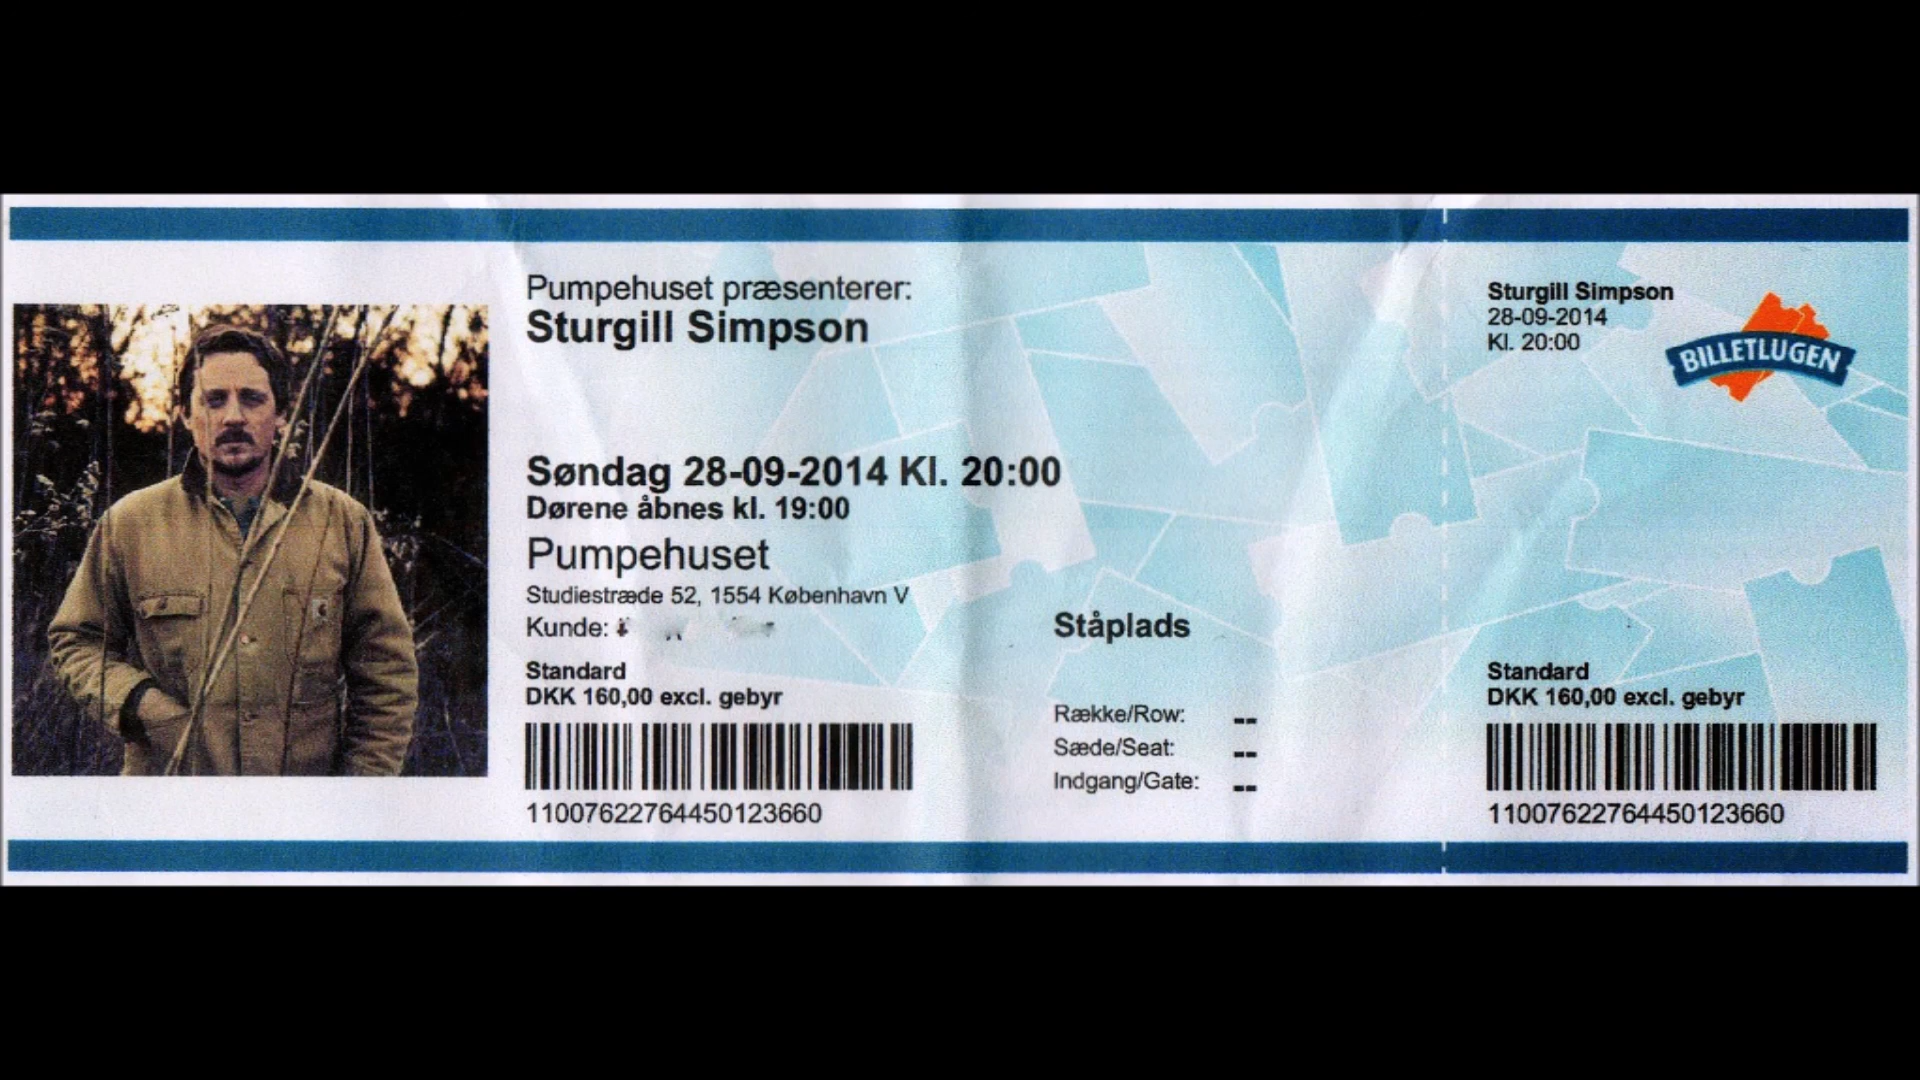 Pumpehuset præsenterer:
Sturgill Simpson
Søndag 28-09-2014 Kl. 20:00
Dørene åbnes kl. 19:00
Pumpehuset
Studiestræde 52, 1554 København V
Kunde:
Standard
DKK 160,00 excl. gebyr
11007622764450123660
Ståplads
Række/Row: --
Sæde/Seat: --
Indgang/Gate: --
Sturgill Simpson
28-09-2014
Kl. 20:00
BILLETLUGEN
Standard
DKK 160,00 excl. gebyr
11007622764450123660